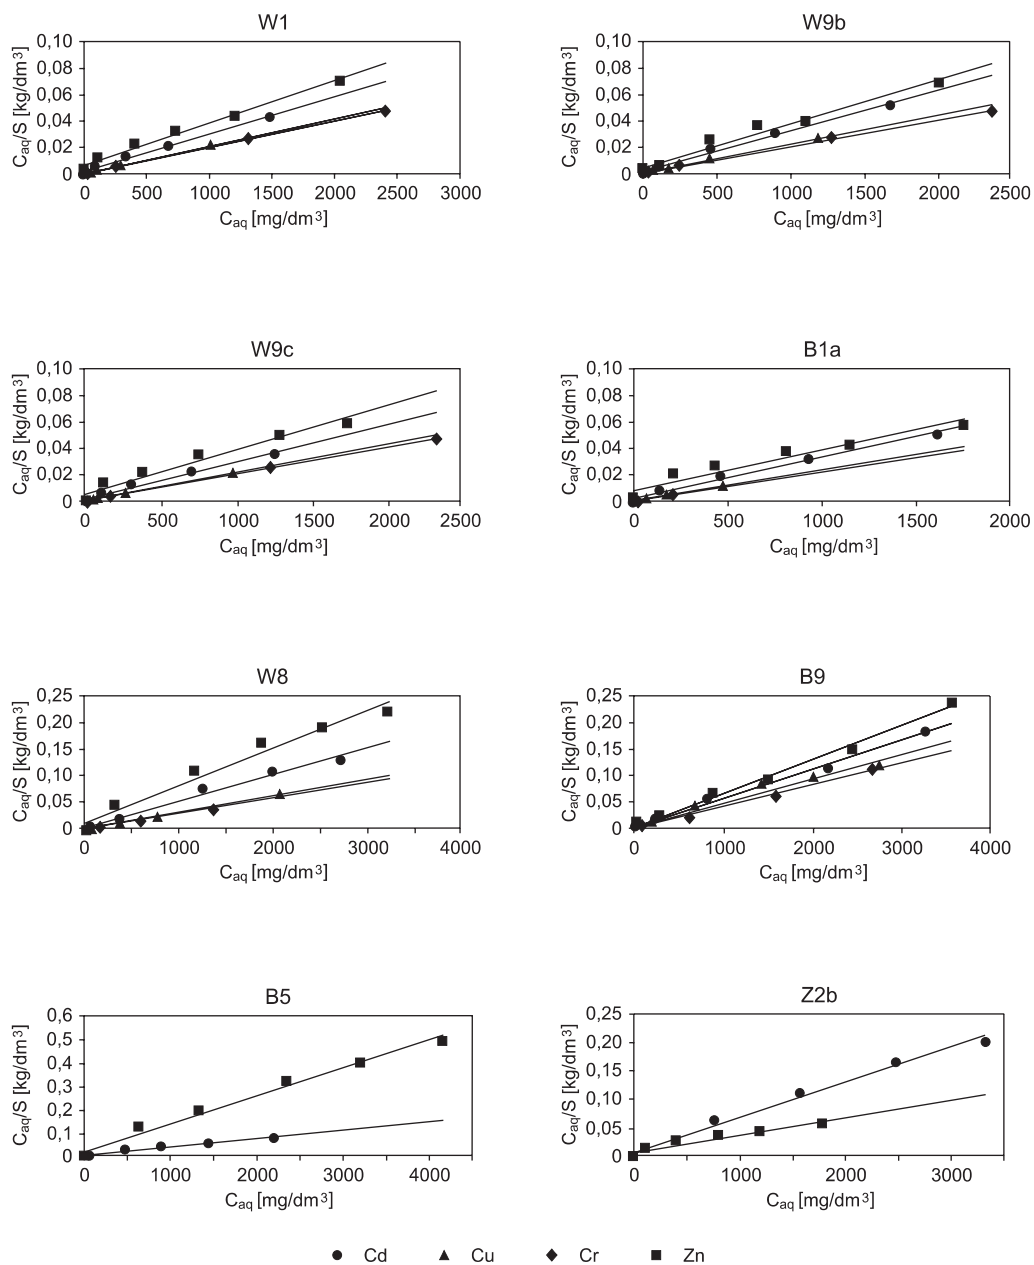 W1
W9b
0,10
0,08
0,06
0,04
0,02
0
0 500 1000 1500 2000 2500 3000
C_aq/S [kg/dm³]
C_aq [mg/dm³]
0,10
0,08
0,06
0,04
0,02
0
0 500 1000 1500 2000 2500
C_aq/S [kg/dm³]
C_aq [mg/dm³]
W9c
B1a
0,10
0,08
0,06
0,04
0,02
0
0 500 1000 1500 2000 2500
C_aq/S [kg/dm³]
C_aq [mg/dm³]
0,10
0,08
0,06
0,04
0,02
0
0 500 1000 1500 2000
C_aq/S [kg/dm³]
C_aq [mg/dm³]
W8
B9
0,25
0,20
0,15
0,10
0,05
0
0 1000 2000 3000 4000
C_aq/S [kg/dm³]
C_aq [mg/dm³]
0,25
0,20
0,15
0,10
0,05
0
0 1000 2000 3000 4000
C_aq/S [kg/dm³]
C_aq [mg/dm³]
B5
Z2b
0,6
0,5
0,4
0,3
0,2
0,1
0
0 1000 2000 3000 4000
C_aq/S [kg/dm³]
C_aq [mg/dm³]
0,25
0,20
0,15
0,10
0,05
0
0 1000 2000 3000
C_aq/S [kg/dm³]
C_aq [mg/dm³]
Cd Cu Cr Zn